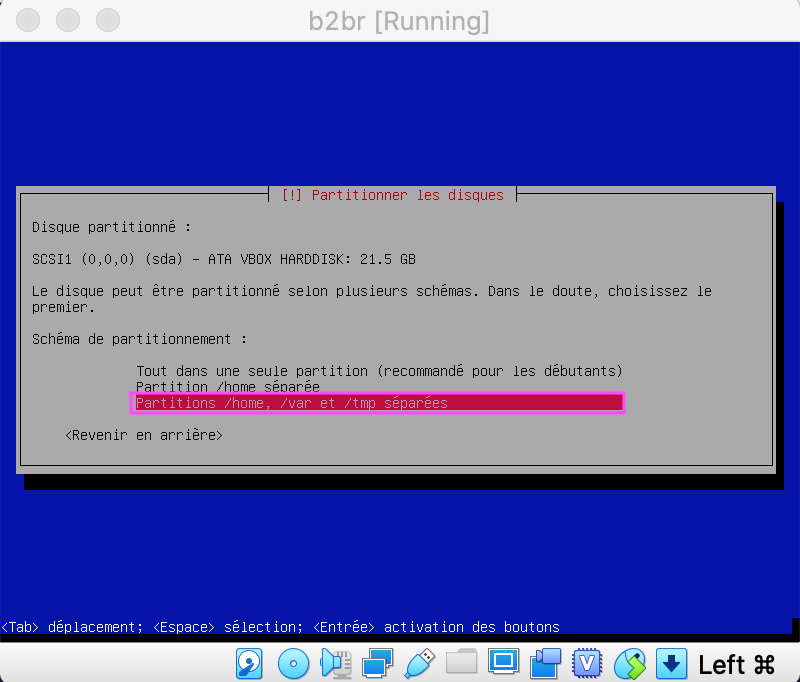 b2br [Running]
[!] Partitionner les disques
Disque partitionné :
SCSI1 (0,0,0) (sda) - ATA VBOX HARDDISK: 21.5 GB
Le disque peut être partitionné selon plusieurs schémas. Dans le doute, choisissez le
premier.
Schéma de partitionnement :
Tout dans une seule partition (recommandé pour les débutants)
Partition /home séparée
Partitions /home, /var et /tmp séparées
<Revenir en arrière>
<Tab> déplacement; <Espace> sélection; <Entrée> activation des boutons
V
Left ⌘